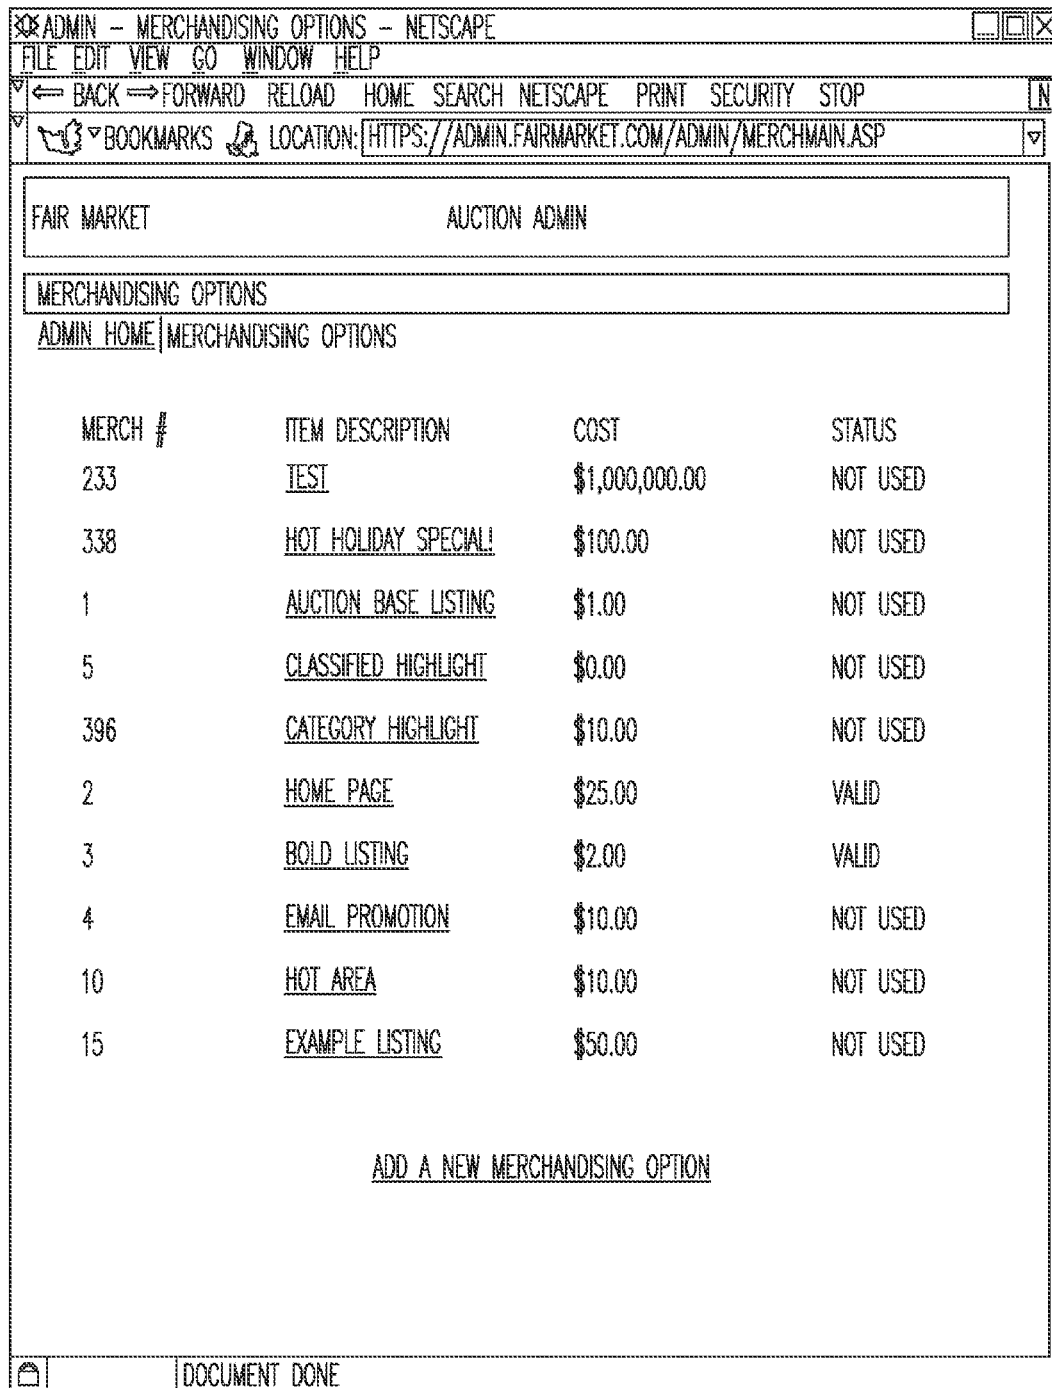 ADMIN – MERCHANDISING OPTIONS – NETSCAPE
FILE EDIT VIEW GO WINDOW HELP
BACK FORWARD RELOAD HOME SEARCH NETSCAPE PRINT SECURITY STOP N
BOOKMARKS LOCATION: HTTPS://ADMIN.FAIRMARKET.COM/ADMIN/MERCHMAIN.ASP
FAIR MARKET AUCTION ADMIN
MERCHANDISING OPTIONS
ADMIN HOME|MERCHANDISING OPTIONS
MERCH # ITEM DESCRIPTION COST STATUS
233 TEST $1,000,000.00 NOT USED
338 HOT HOLIDAY SPECIAL! $100.00 NOT USED
1 AUCTION BASE LISTING $1.00 NOT USED
5 CLASSIFIED HIGHLIGHT $0.00 NOT USED
396 CATEGORY HIGHLIGHT $10.00 NOT USED
2 HOME PAGE $25.00 VALID
3 BOLD LISTING $2.00 VALID
4 EMAIL PROMOTION $10.00 NOT USED
10 HOT AREA $10.00 NOT USED
15 EXAMPLE LISTING $50.00 NOT USED
ADD A NEW MERCHANDISING OPTION
DOCUMENT DONE